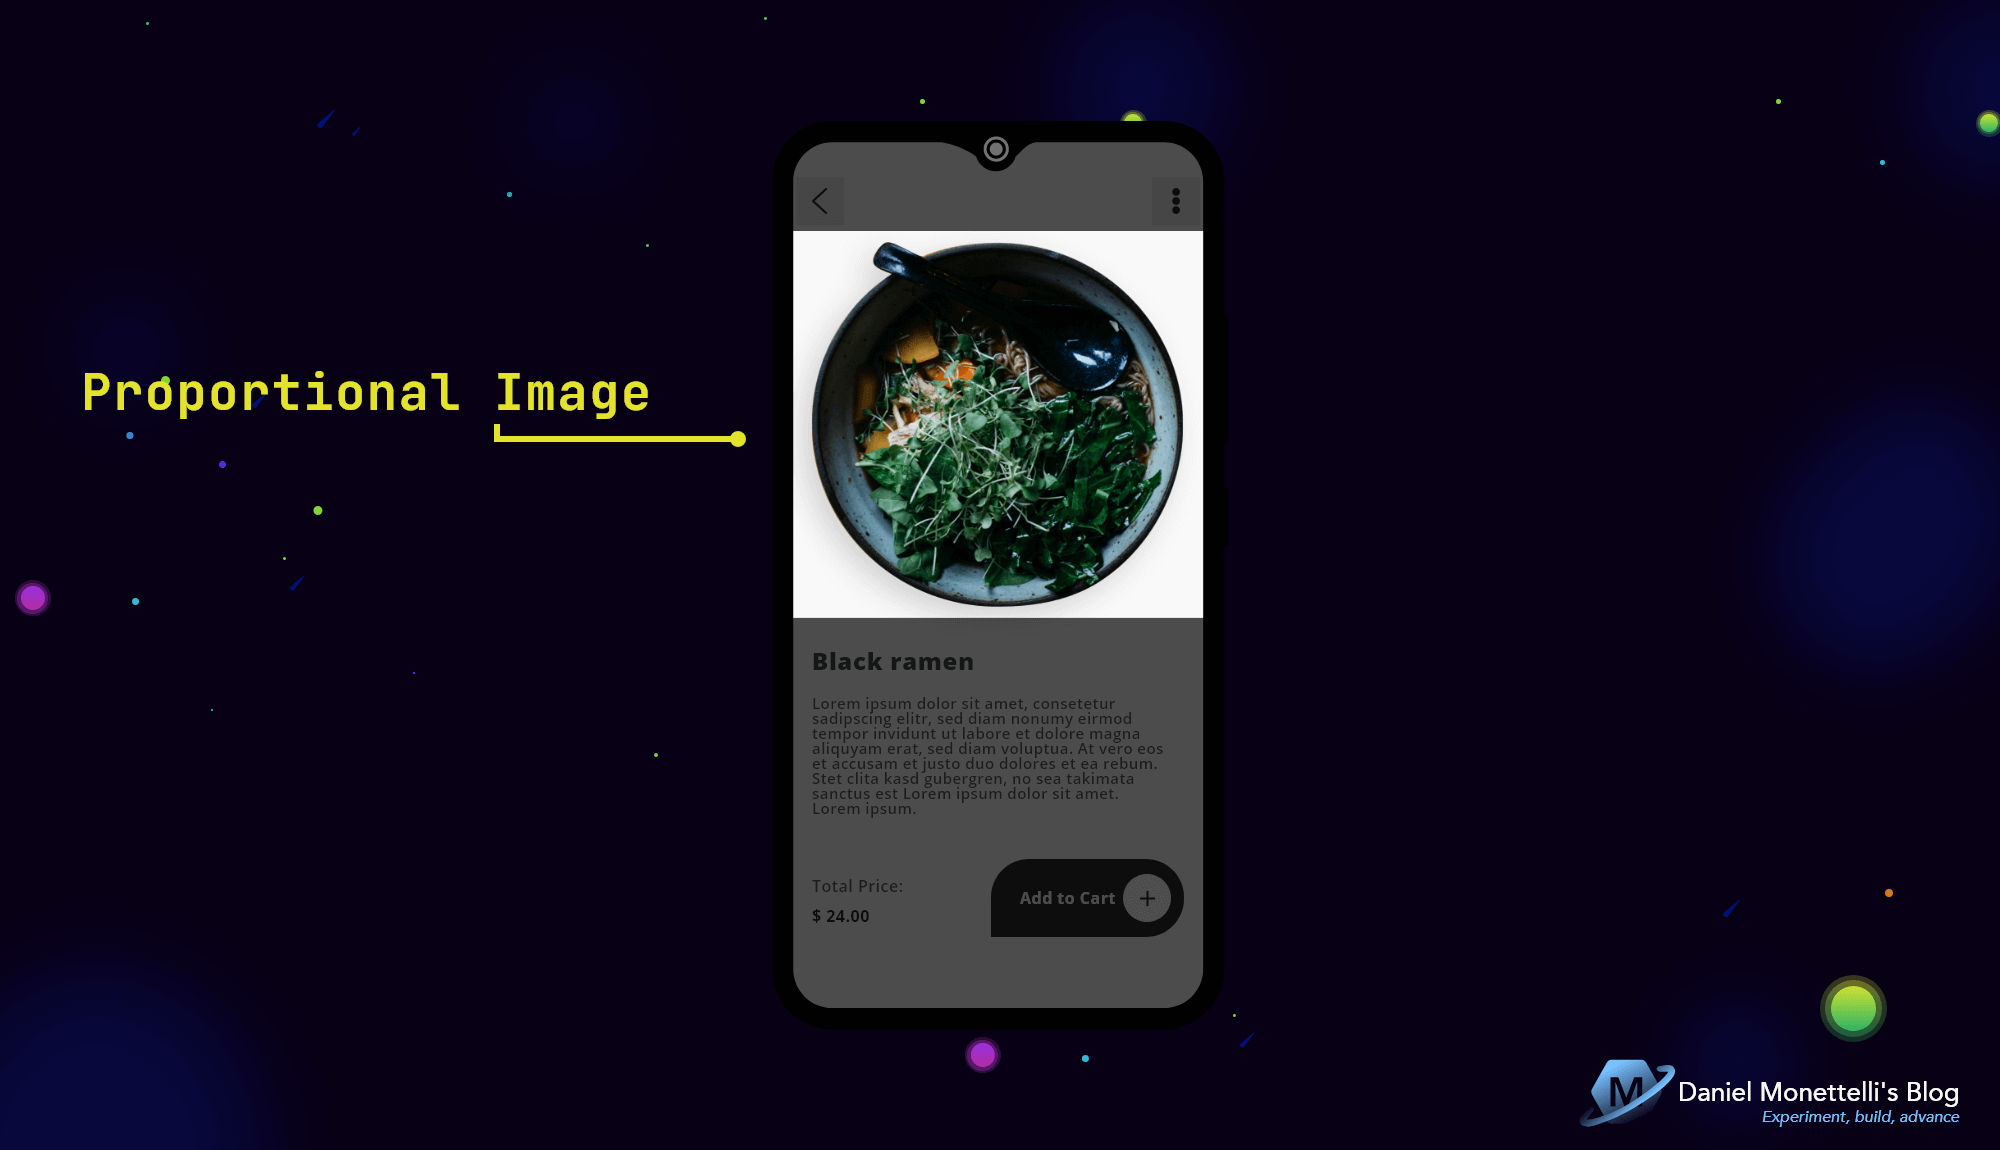 Proportional Image
Black ramen
Lorem ipsum dolor sit amet, consetetur
sadipscing elitr, sed diam nonumy eirmod
tempor invidunt ut labore et dolore magna
aliquyam erat, sed diam voluptua. At vero eos
et accusam et justo duo dolores et ea rebum.
Stet clita kasd gubergren, no sea takimata
sanctus est Lorem ipsum dolor sit amet.
Lorem ipsum.
Total Price:
$ 24.00
Add to Cart +
M
Daniel Monettelli's Blog
Experiment, build, advance